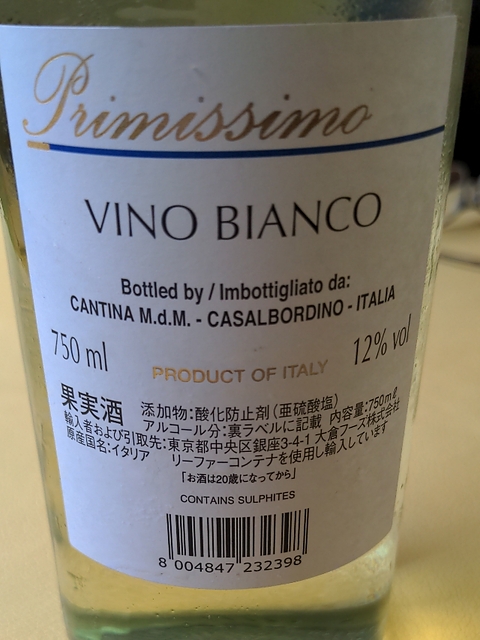 Primissimo
VINO BIANCO
Bottled by / Imbottigliato da:
CANTINA M.d.M. - CASALBORDINO - ITALIA
750 ml
12% vol
PRODUCT OF ITALY
果実酒 添加物：酸化防止剤（亜硫酸塩）
アルコール分：裏ラベルに記載 内容量：750mℓ
輸入者および引取先：東京都中央区銀座3-4-1 大倉フーズ株式会社
原産国名：イタリア リーファーコンテナを使用し輸入しています
「お酒は20歳になってから」
CONTAINS SULPHITES
8 004847 232398